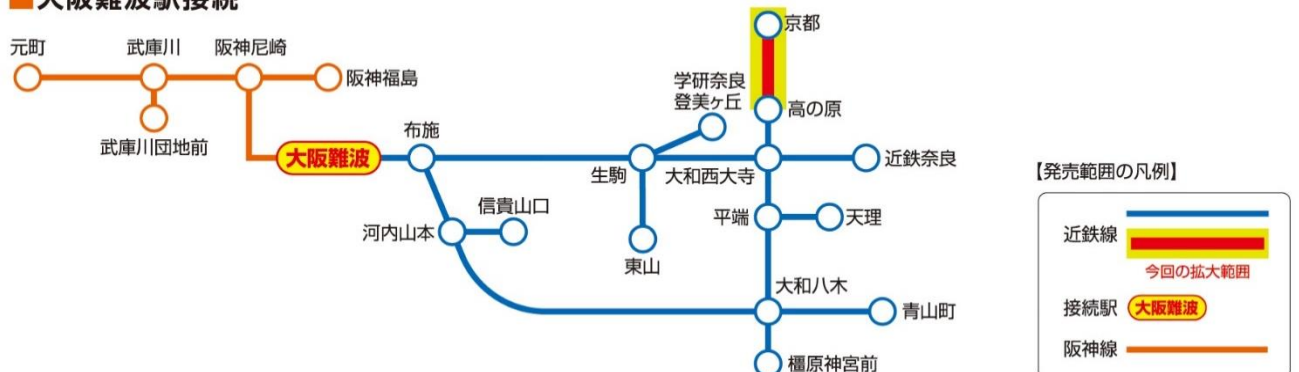 ■大阪難波駅接続
京都
元町
武庫川
阪神尼崎
阪神福島
学研奈良
登美ヶ丘
高の原
武庫川団地前
布施
大阪難波
生駒
大和西大寺
近鉄奈良
【発売範囲の凡例】
河内山本
信貴山口
平端
天理
近鉄線
東山
今回の拡大範囲
大和八木
接続駅
大阪難波
青山町
阪神線
橿原神宮前